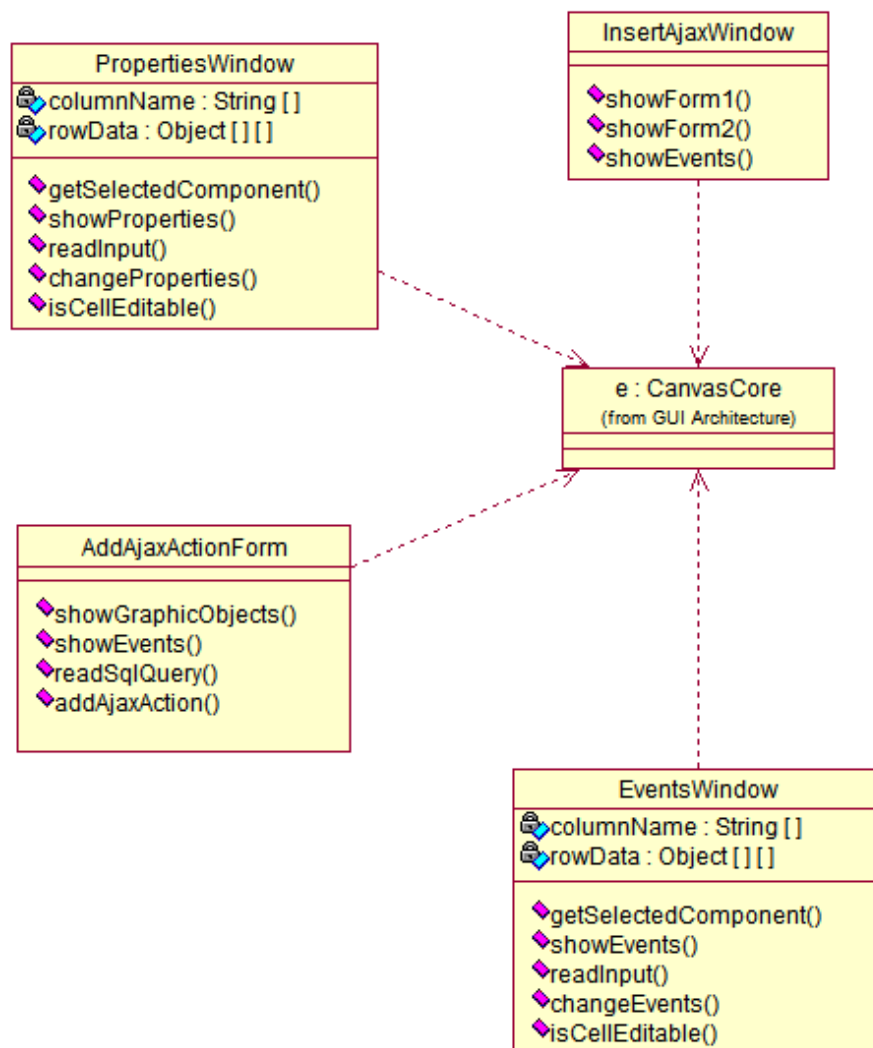 PropertiesWindow
columnName : String [ ]
rowData : Object [ ] [ ]
getSelectedComponent()
showProperties()
readInput()
changeProperties()
isCellEditable()
InsertAjaxWindow
showForm1()
showForm2()
showEvents()
e : CanvasCore
(from GUI Architecture)
AddAjaxActionForm
showGraphicObjects()
showEvents()
readSqlQuery()
addAjaxAction()
EventsWindow
columnName : String [ ]
rowData : Object [ ] [ ]
getSelectedComponent()
showEvents()
readInput()
changeEvents()
isCellEditable()